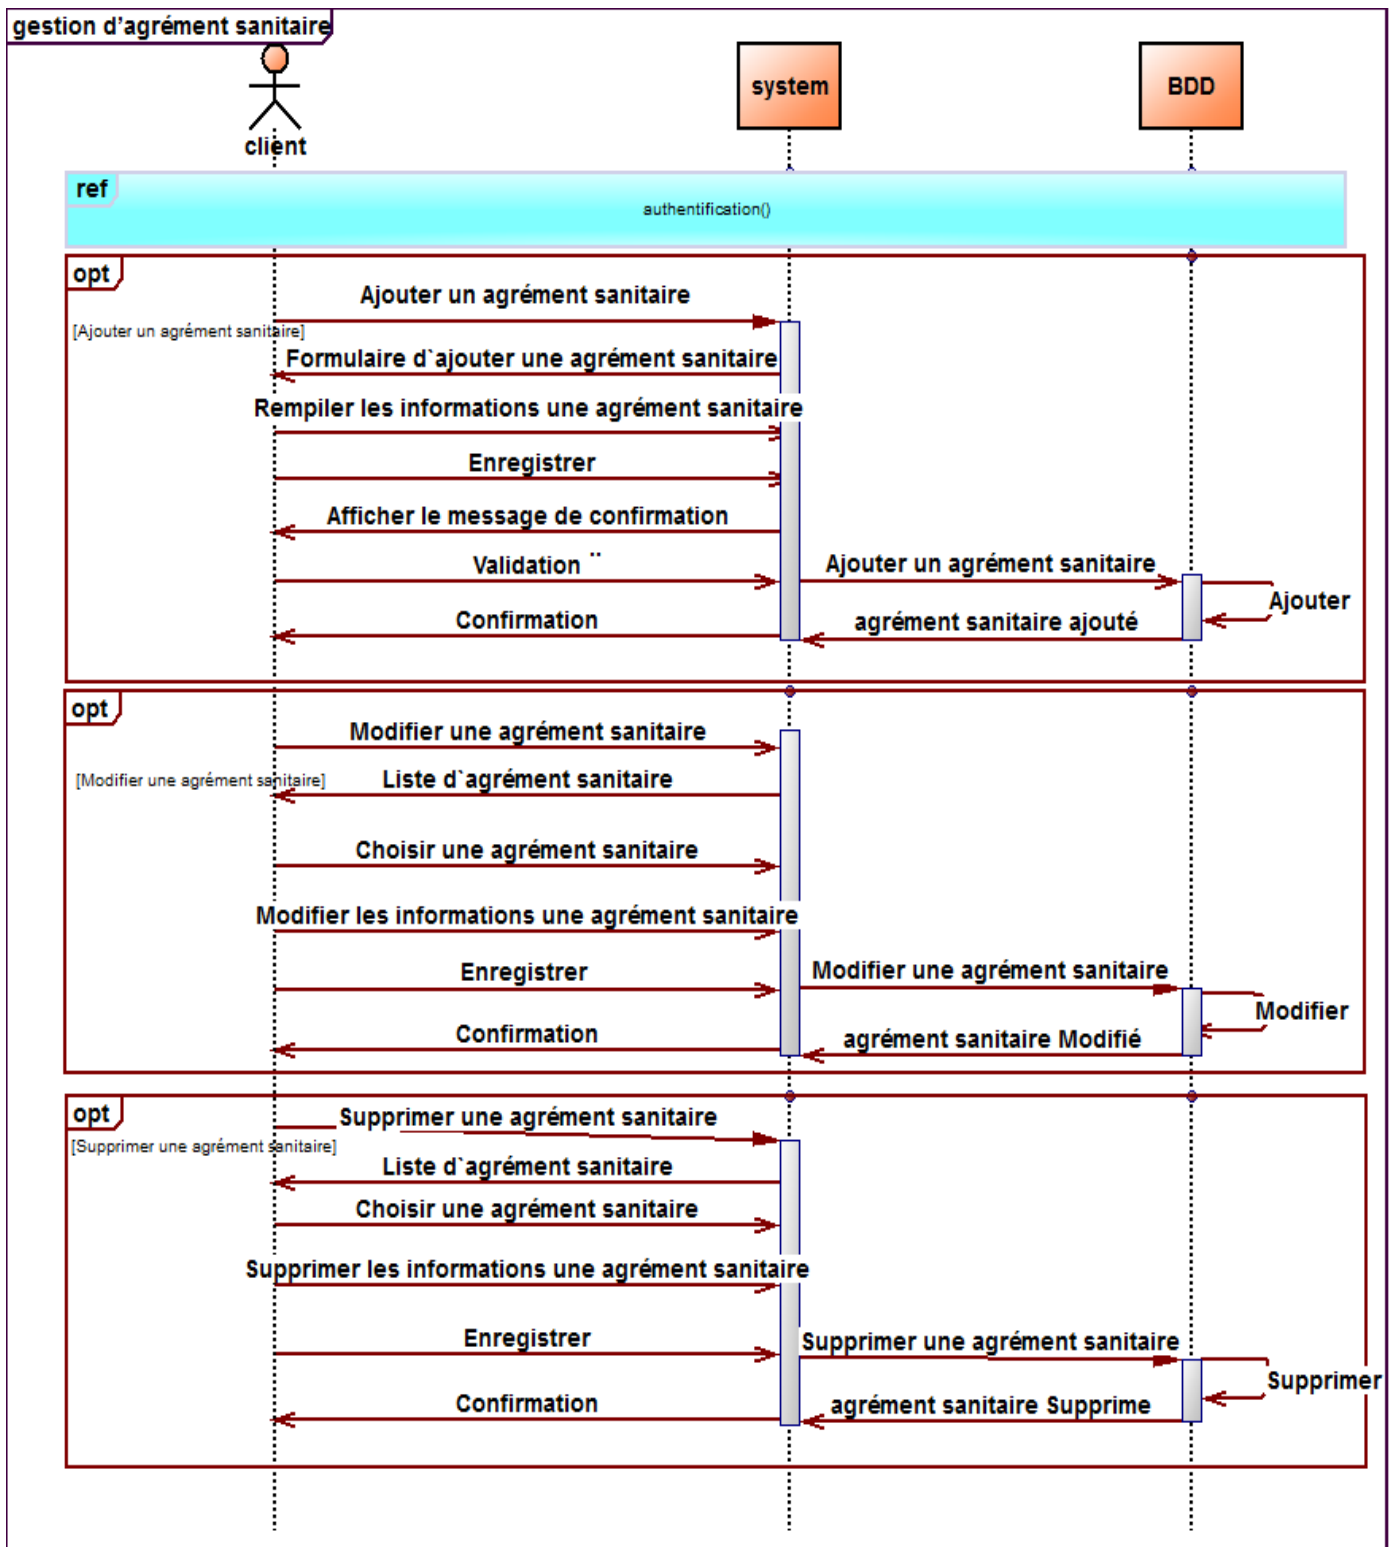 gestion d'agrément sanitaire
client
system
BDD
ref
authentification()
opt
Ajouter un agrément sanitaire
[Ajouter un agrément sanitaire]
Formulaire d`ajouter une agrément sanitaire
Rempiler les informations une agrément sanitaire
Enregistrer
Afficher le message de confirmation
Validation ¨
Ajouter un agrément sanitaire
Ajouter
Confirmation
agrément sanitaire ajouté
opt
Modifier une agrément sanitaire
[Modifier une agrément sanitaire]
Liste d`agrément sanitaire
Choisir une agrément sanitaire
Modifier les informations une agrément sanitaire
Enregistrer
Modifier une agrément sanitaire
Modifier
Confirmation
agrément sanitaire Modifié
opt
Supprimer une agrément sanitaire
[Supprimer une agrément sanitaire]
Liste d`agrément sanitaire
Choisir une agrément sanitaire
Supprimer les informations une agrément sanitaire
Enregistrer
Supprimer une agrément sanitaire
Supprimer
Confirmation
agrément sanitaire Supprime